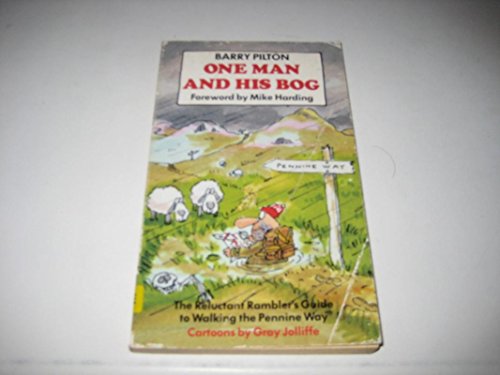 BARRY PILTON
ONE MAN
AND HIS BOG
Foreword by Mike Harding
PENNINE WAY
The Reluctant Rambler's Guide
to Walking the Pennine Way
Cartoons by Gray Jolliffe